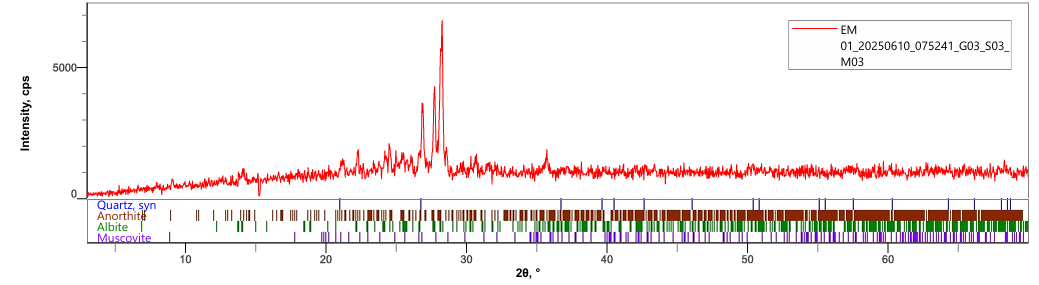 EM
01_20250610_075241_G03_S03_
M03
Intensity, cps
5000
0
Quartz, syn
Anorthite
Albite
Muscovite
10 20 30 40 50 60
2θ, °